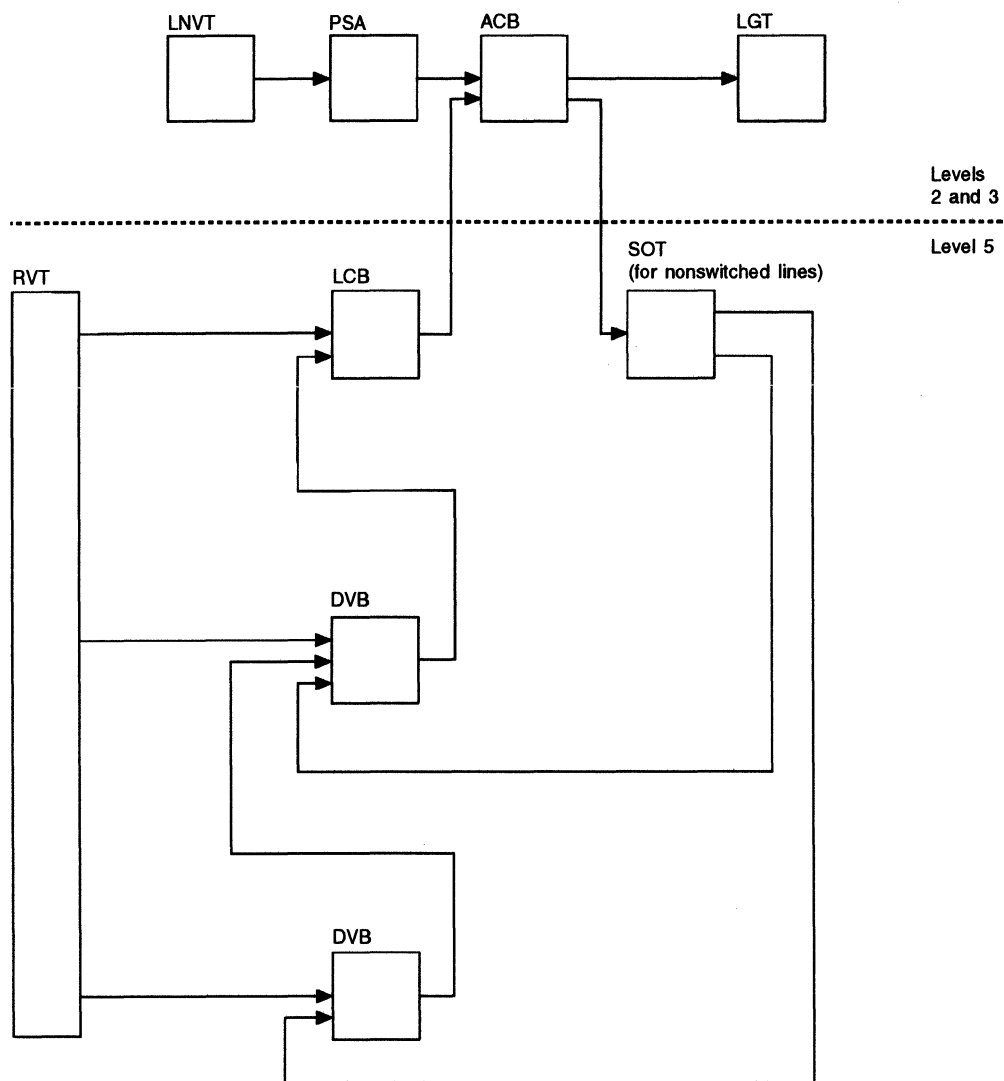 LNVT
PSA
ACB
LGT
Levels
2 and 3
Level 5
SOT
(for nonswitched lines)
RVT
LCB
DVB
DVB